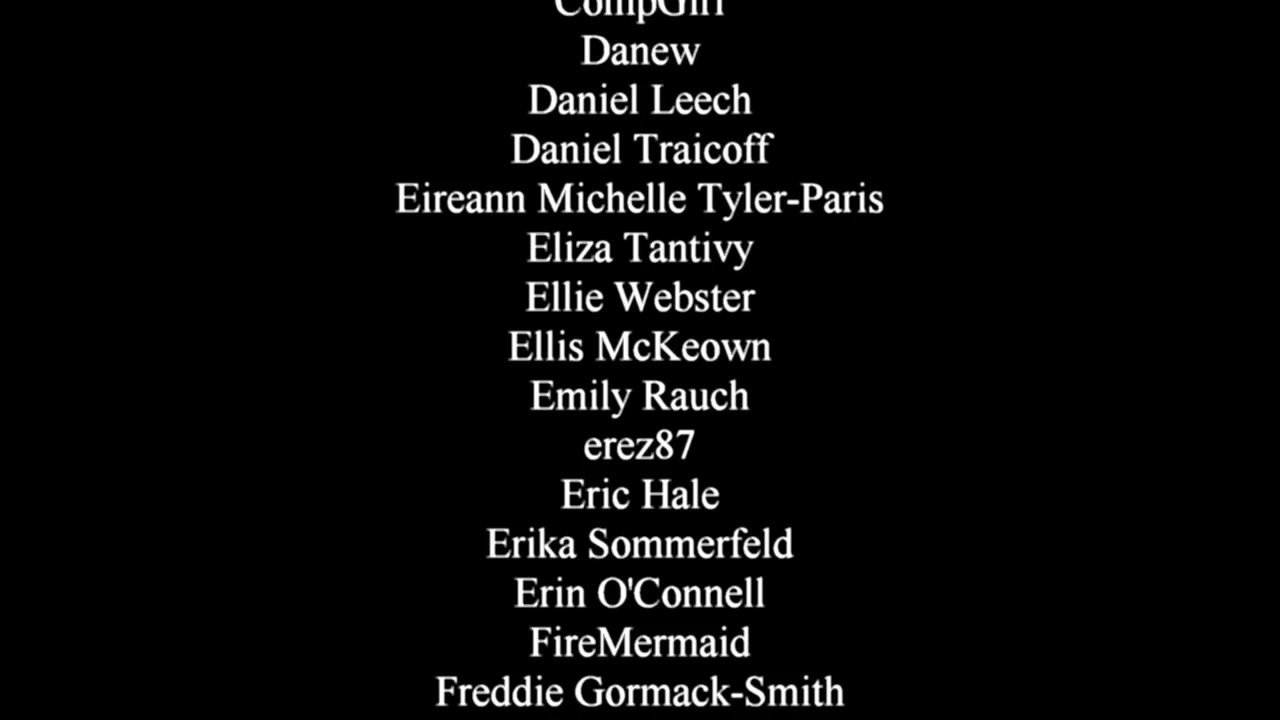 CompGirl
Danew
Daniel Leech
Daniel Traicoff
Eireann Michelle Tyler-Paris
Eliza Tantivy
Ellie Webster
Ellis McKeown
Emily Rauch
erez87
Eric Hale
Erika Sommerfeld
Erin O'Connell
FireMermaid
Freddie Gormack-Smith